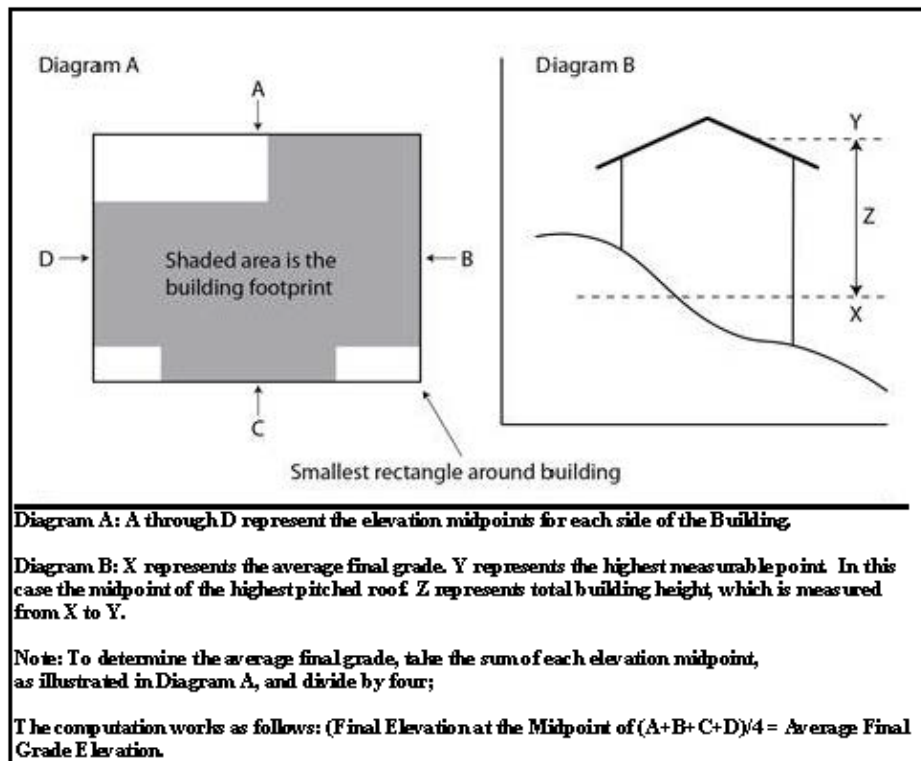 Diagram A
Diagram B
A
Y
D
Shaded area is the
building footprint
B
Z
X
C
Smallest rectangle around building
Diagram A: A through D represent the elevation midpoints for each side of the Building.
Diagram B: X represents the average final grade. Y represents the highest measurable point. In this
case the midpoint of the highest pitched roof. Z represents total building height, which is measured
from X to Y.
Note: To determine the average final grade, take the sum of each elevation midpoint,
as illustrated in Diagram A, and divide by four;
The computation works as follows: (Final Elevation at the Midpoint of (A+B+C+D)/4 = Average Final
Grade Elevation.